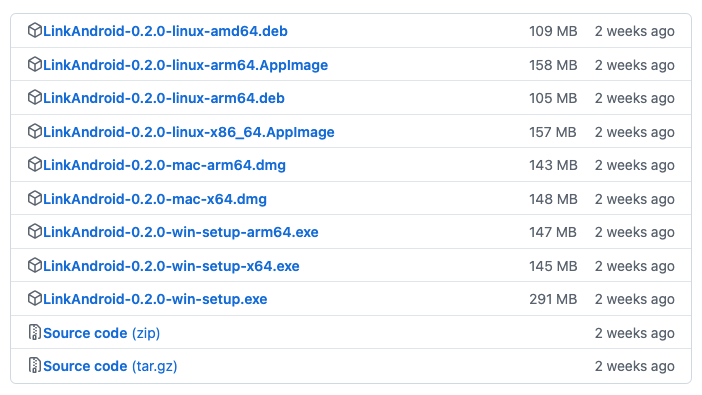 LinkAndroid-0.2.0-linux-amd64.deb 109 MB 2 weeks ago
LinkAndroid-0.2.0-linux-arm64.AppImage 158 MB 2 weeks ago
LinkAndroid-0.2.0-linux-arm64.deb 105 MB 2 weeks ago
LinkAndroid-0.2.0-linux-x86_64.AppImage 157 MB 2 weeks ago
LinkAndroid-0.2.0-mac-arm64.dmg 143 MB 2 weeks ago
LinkAndroid-0.2.0-mac-x64.dmg 148 MB 2 weeks ago
LinkAndroid-0.2.0-win-setup-arm64.exe 147 MB 2 weeks ago
LinkAndroid-0.2.0-win-setup-x64.exe 145 MB 2 weeks ago
LinkAndroid-0.2.0-win-setup.exe 291 MB 2 weeks ago
Source code (zip) 2 weeks ago
Source code (tar.gz) 2 weeks ago